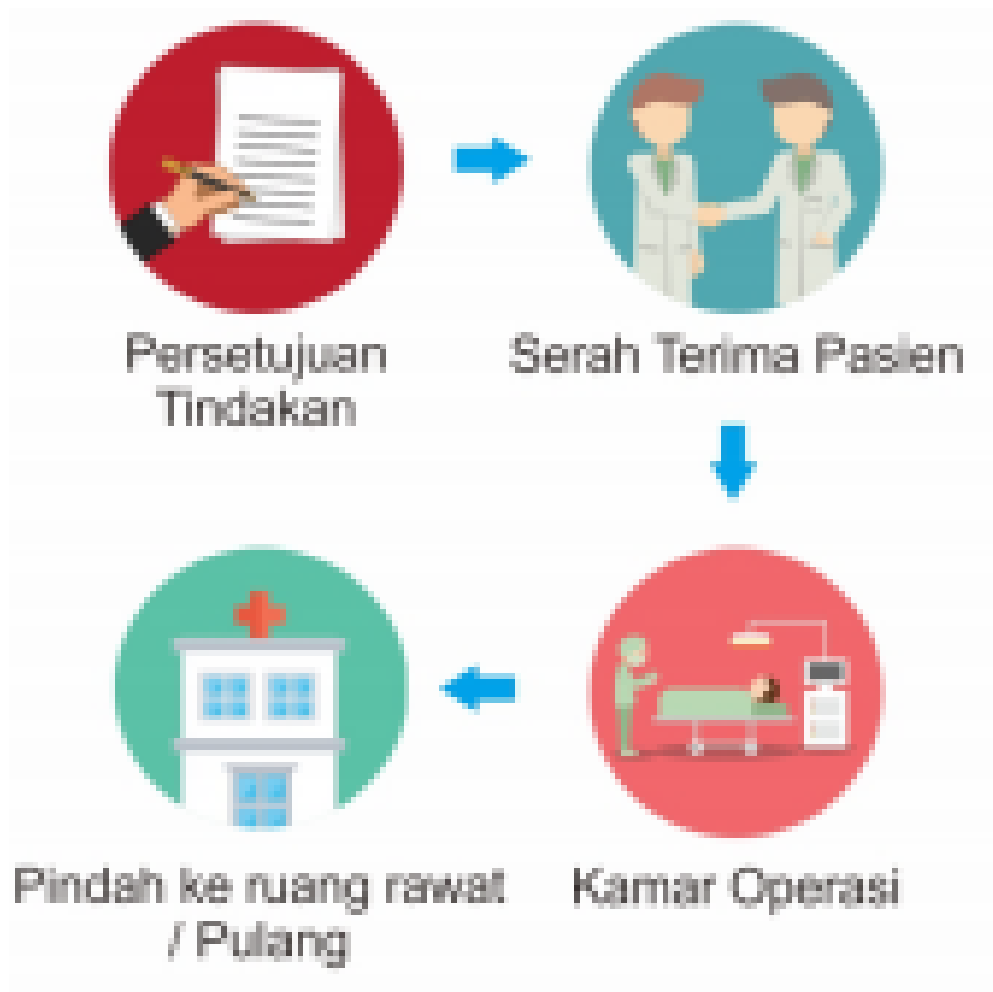 Persetujuan
Tindakan
Serah Terima Pasien
Kamar Operasi
Pindah ke ruang rawat
/ Pulang